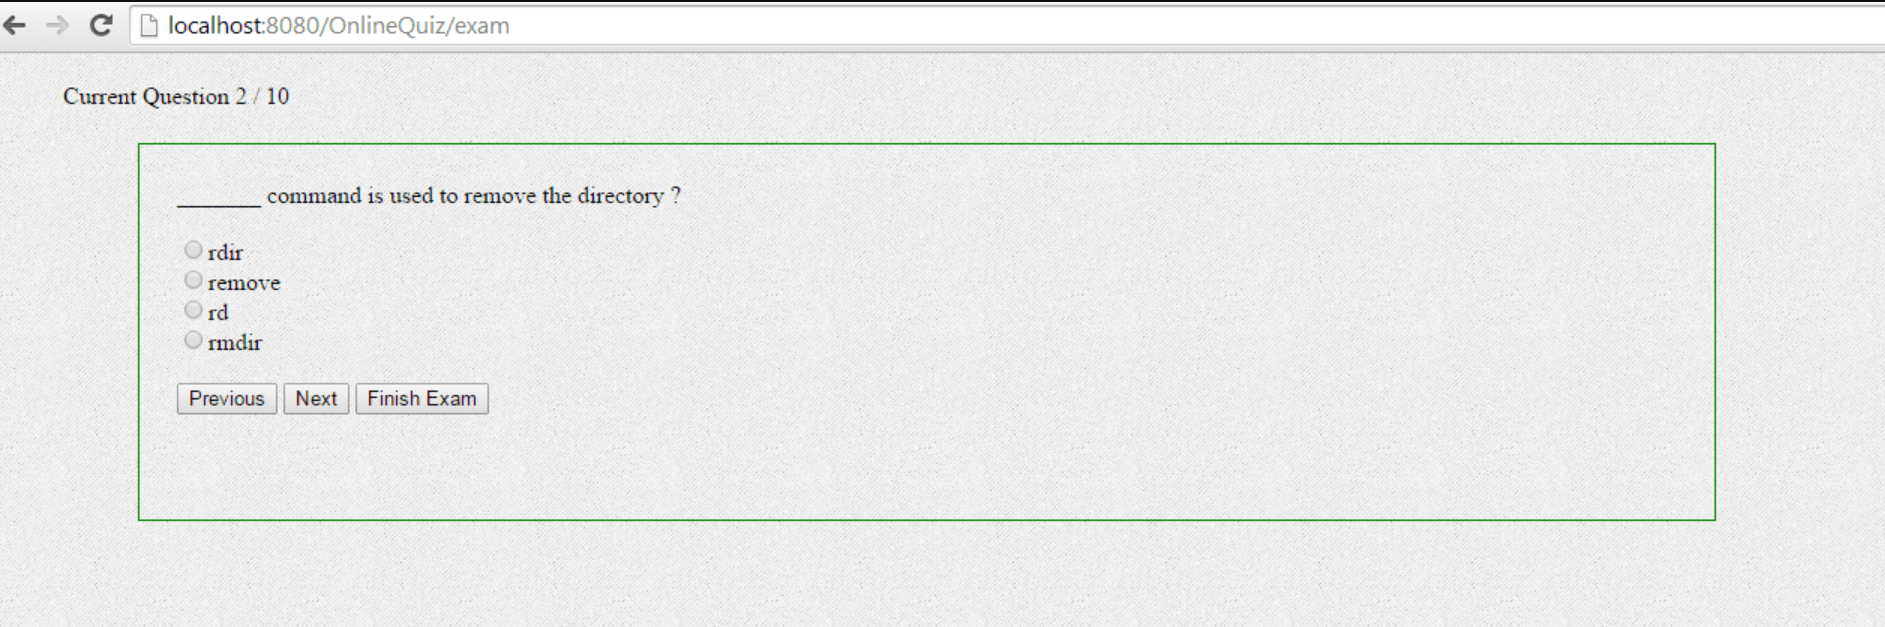 localhost:8080/OnlineQuiz/exam
Current Question 2 / 10
_______ command is used to remove the directory ?
rdir
remove
rd
rmdir
Previous Next Finish Exam